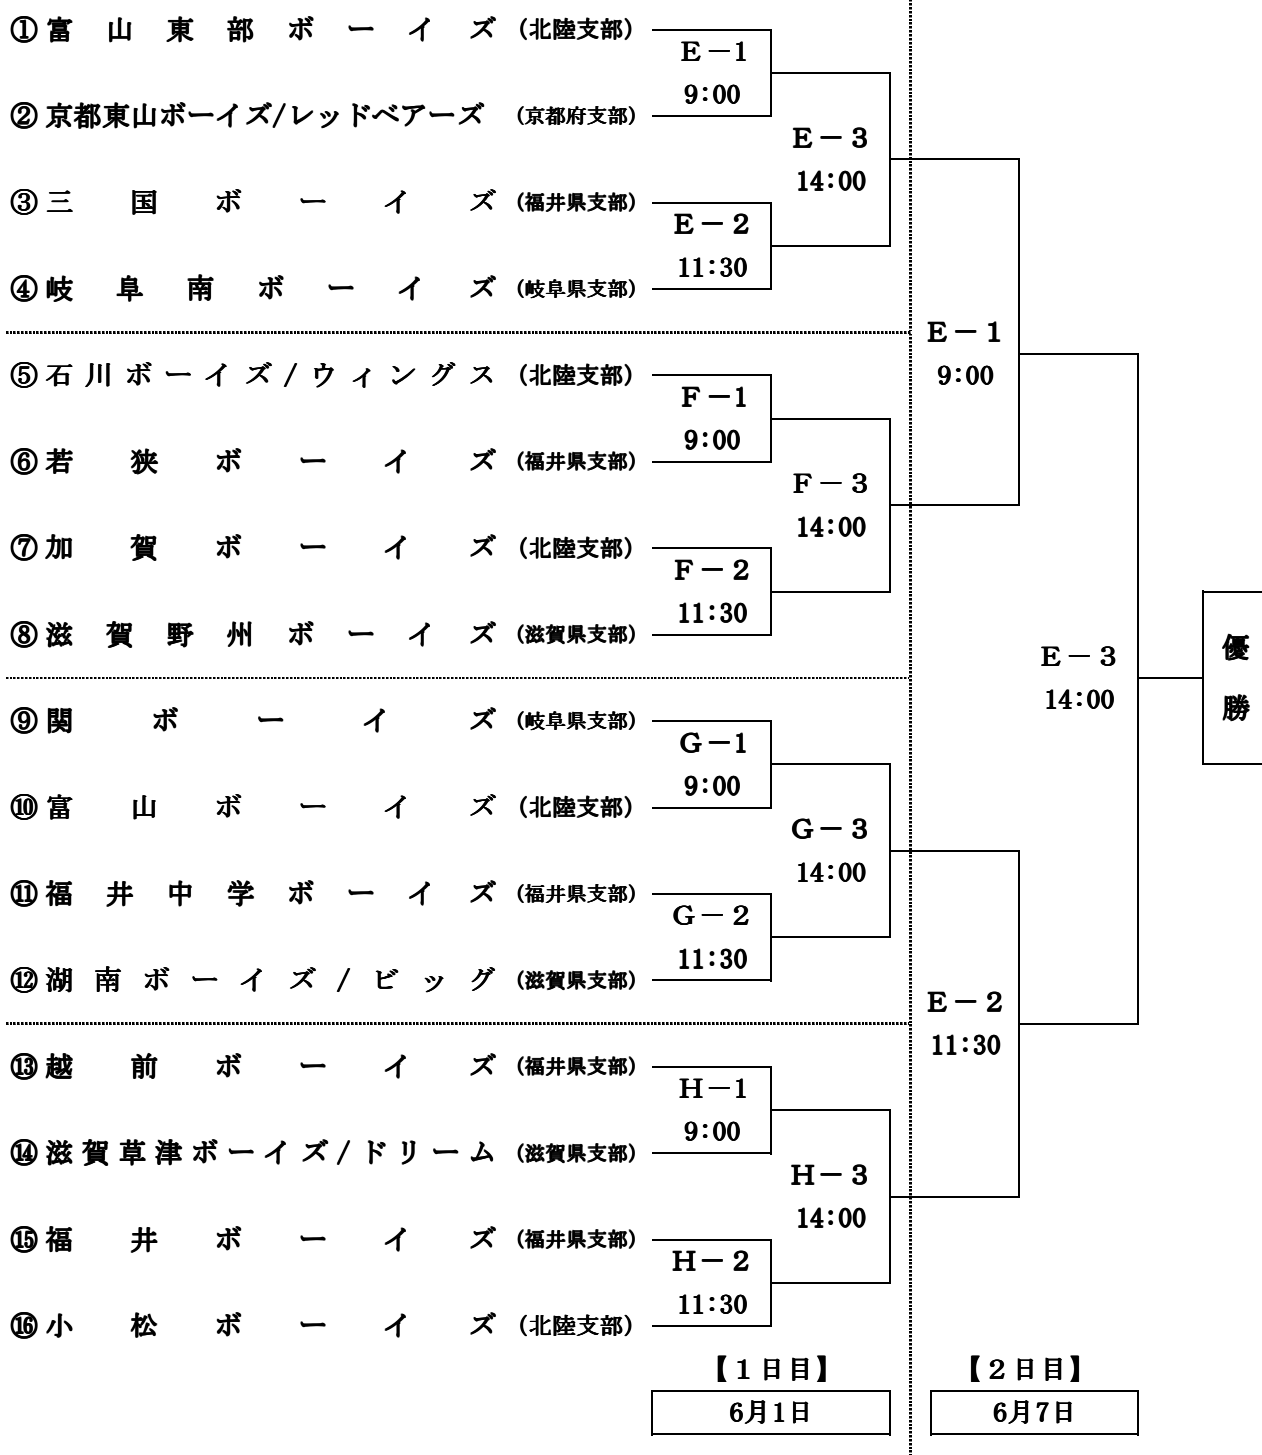 ①富山東部ボーイズ (北陸支部)
E－1
9:00
②京都東山ボーイズ/レッドベアーズ (京都府支部)
E－3
14:00
③三国ボーイズ (福井県支部)
E－2
11:30
④岐阜南ボーイズ (岐阜県支部)
E－1
9:00
⑤石川ボーイズ/ウィングス (北陸支部)
F－1
9:00
⑥若狭ボーイズ (福井県支部)
F－3
14:00
⑦加賀ボーイズ (北陸支部)
F－2
11:30
⑧滋賀野州ボーイズ (滋賀県支部)
E－3
14:00
優
勝
⑨関ボーイズ (岐阜県支部)
G－1
9:00
⑩富山ボーイズ (北陸支部)
G－3
14:00
⑪福井中学ボーイズ (福井県支部)
G－2
11:30
⑫湖南ボーイズ/ビッグ (滋賀県支部)
E－2
11:30
⑬越前ボーイズ (福井県支部)
H－1
9:00
⑭滋賀草津ボーイズ/ドリーム (滋賀県支部)
H－3
14:00
⑮福井ボーイズ (福井県支部)
H－2
11:30
⑯小松ボーイズ (北陸支部)
【1日目】 【2日目】
6月1日 6月7日